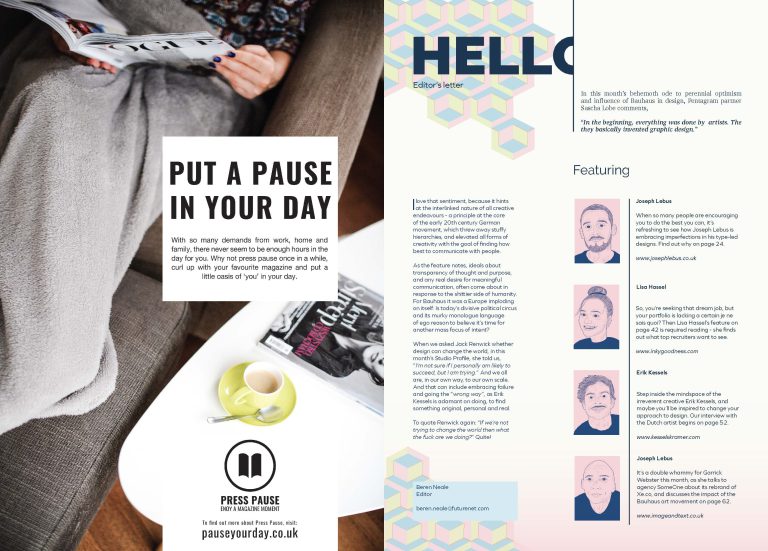 VOGUE
PUT A PAUSE
IN YOUR DAY
With so many demands from work, home and
family, there never seem to be enough hours in the
day for you. Why not press pause once in a while,
curl up with your favourite magazine and put a
little oasis of ‘you’ in your day.
PRESS PAUSE
ENJOY A MAGAZINE MOMENT
To find out more about Press Pause, visit:
pauseyourday.co.uk
HELLO
Editor's letter
In this month's behemoth ode to perennial optimism
and influence of Bauhaus in design, Pentagram parmer
Sascha Lobe comments,
"In the beginning, everything was done by artists. The
they basically invented graphic design."
I love that sentiment, because it hints
at the interlinked nature of all creative
endeavours - a principle at the core
of the early 20th century German
movement, which threw away stuffy
hierarchies, and elevated all forms of
creativity with the goal of finding how
best to communicate with people.
As the feature notes, ideals about
transparency of thought and purpose,
and any real desire for meaningful
communication, often come about in
response to the shittier side of humanity.
For Bauhaus it was a Europe imploding
on itself. is today's divisive political circus
and its murky monologue language
of ego reason to believe it's time for
another mass focus of intent?
When we asked Jack Renwick whether
design can change the world, in this
month's Studio Profile, she told us,
"I'm not sure if I personally am likely to
succeed, but I am trying." And we all
are, in our own way, to our own scale.
And that can include embracing failure
and going the "wrong way", as Erik
Kessels is adamant on doing, to find
something original, personal and real.
To quote Renwick again: "If we're not
trying to change the world then what
the fuck are we doing?" Quite!
Beren Neale
Editor
beren.neale@futurenet.com
Featuring
Joseph Lebus
When so many people are encouraging
you to do the best you can, it's
refreshing to see how Joseph Lebus is
embracing imperfections in his type-led
designs. Find out why on page 24.
www.josephlebus.co.uk
Lisa Hassel
So, you're seeking that dream job, but
your portfolio is lacking a certain je ne
sais quoi? Then Lisa Hassel's feature on
page 42 is required reading - she finds
out what top recruiters want to see.
www.inkygoodness.com
Erik Kessels
Step inside the mindspace of the
irreverent creative Erik Kessels, and
maybe you'll be inspired to change your
approach to design. Our interview with
the Dutch artist begins on page 52.
www.kesselskramer.com
Joseph Lebus
It's a double whammy for Garrick
Webster this month, as she talks to
agency SomeOne about its rebrand of
Xe.co, and discusses the impact of the
Bauhaus art movement on page 62.
www.imageandtext.co.uk